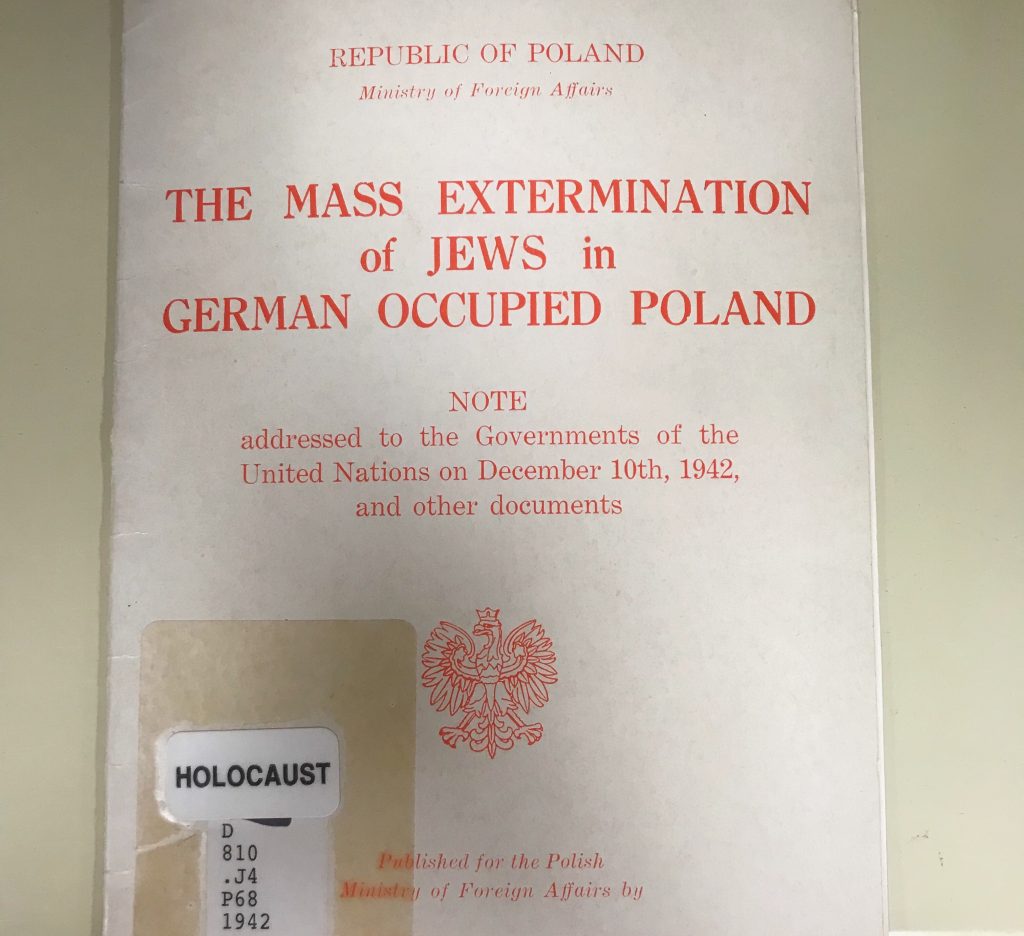 REPUBLIC OF POLAND
Ministry of Foreign Affairs
THE MASS EXTERMINATION
of JEWS in
GERMAN OCCUPIED POLAND
NOTE
addressed to the Governments of the
United Nations on December 10th, 1942,
and other documents
HOLOCAUST
D
810
.J4
P68
1942
Published for the Polish
Ministry of Foreign Affairs by